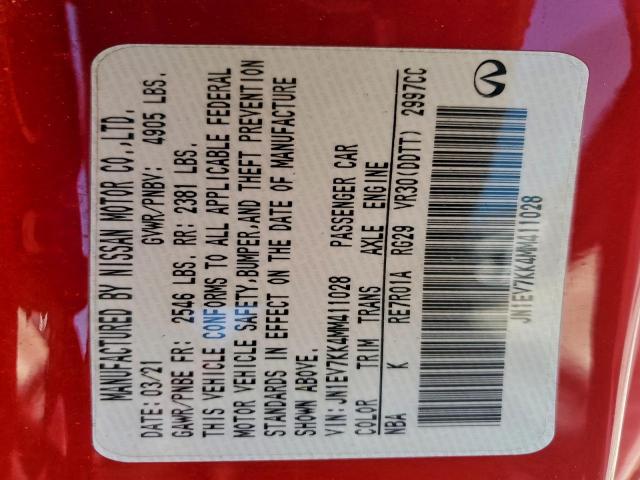 MANUFACTURED BY NISSAN MOTOR CO.,LTD.
DATE: 03/21 GVWR/PNBV: 4905 LBS.
GAWR/PNBE FR: 2546 LBS. RR: 2381 LBS.
THIS VEHICLE CONFORMS TO ALL APPLICABLE FEDERAL
MOTOR VEHICLE SAFETY,BUMPER,AND THEFT PREVENTION
STANDARDS IN EFFECT ON THE DATE OF MANUFACTURE
SHOWN ABOVE.
VIN: JN1EV7KK4MM411028 PASSENGER CAR
COLOR TRIM TRANS AXLE ENGINE
NBA K RE7R01A RG29 VR30(DDTT) 2997CC
JN1EV7KK4MM411028